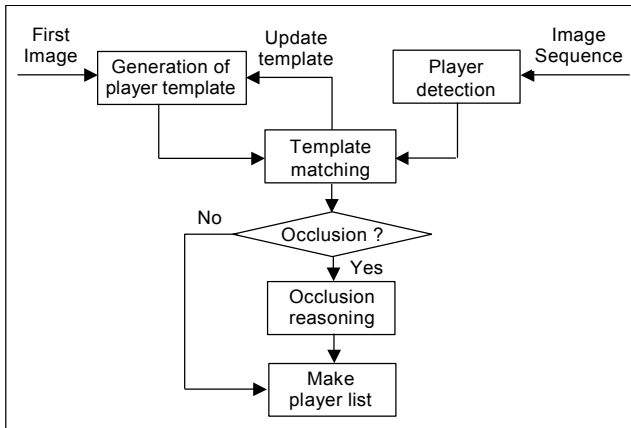 First
Image
Update
template
Image
Sequence
Generation of
player template
Player
detection
Template
matching
No
Occlusion ?
Yes
Occlusion
reasoning
Make
player list